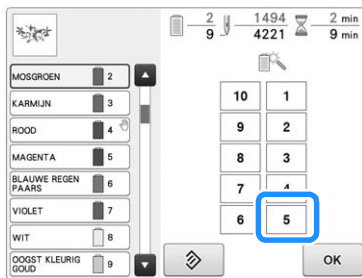 2 1494 2 min
9 4221 9 min
MOSGROEN 2
KARMIJN 3
ROOD 4
MAGENTA 5
BLAUWE REGEN
PAARS 6
VIOLET 7
WIT 8
OOGST KLEURIG
GOUD 9
10 1
9 2
8 3
7 4
6 5
OK